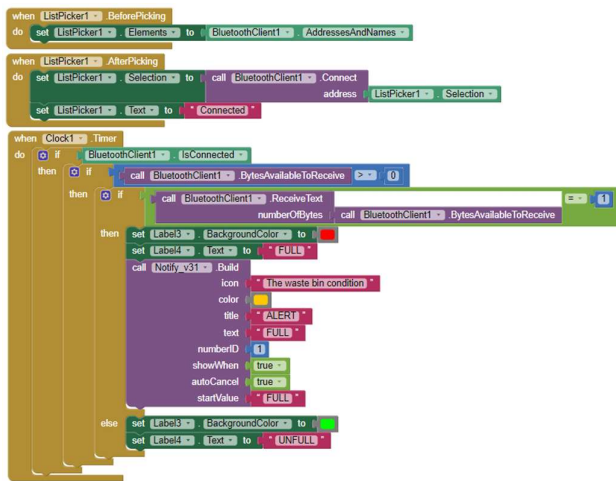 when ListPicker1 .BeforePicking
do set ListPicker1 . Elements to BluetoothClient1 . AddressesAndNames
when ListPicker1 .AfterPicking
do set ListPicker1 . Selection to call BluetoothClient1 .Connect
address ListPicker1 . Selection
set ListPicker1 . Text to " Connected "
when Clock1 .Timer
do if BluetoothClient1 . IsConnected
then if call BluetoothClient1 .BytesAvailableToReceive > 0
then if call BluetoothClient1 .ReceiveText = 1
numberOfBytes call BluetoothClient1 .BytesAvailableToReceive
then set Label3 . BackgroundColor to
set Label4 . Text to " FULL "
call Notify_v31 .Build
icon " The waste bin condition "
color
title " ALERT "
text " FULL "
numberID 1
showWhen true
autoCancel true
startValue " FULL "
else set Label3 . BackgroundColor to
set Label4 . Text to " UNFULL "